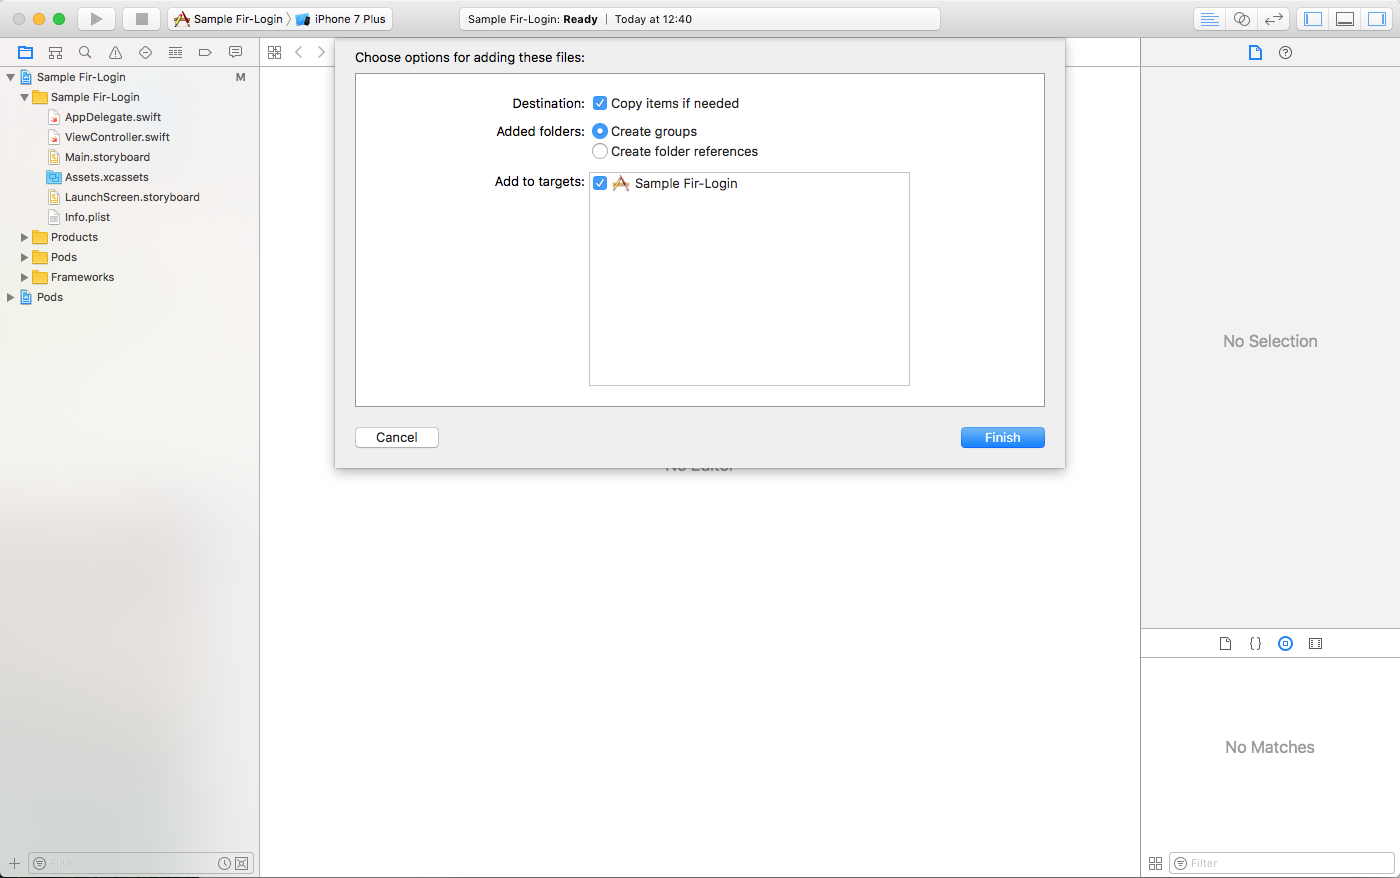 Sample Fir-Login
iPhone 7 Plus
Sample Fir-Login: Ready | Today at 12:40
Sample Fir-Login
M
Sample Fir-Login
AppDelegate.swift
ViewController.swift
Main.storyboard
Assets.xcassets
LaunchScreen.storyboard
Info.plist
Products
Pods
Frameworks
Pods
Filter
Choose options for adding these files:
Destination: Copy items if needed
Added folders: Create groups
Create folder references
Add to targets: Sample Fir-Login
Cancel
Finish
No Editor
No Selection
No Matches
Filter